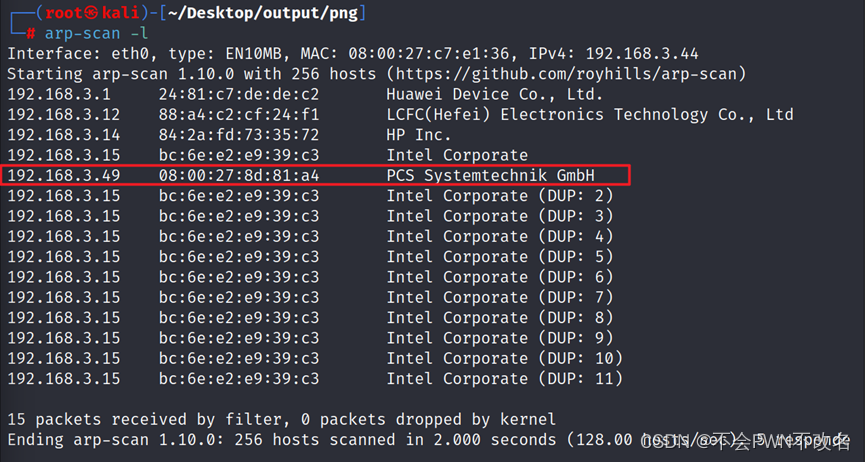 ┌──(root㉿kali)-[~/Desktop/output/png]
└─# arp-scan -l
Interface: eth0, type: EN10MB, MAC: 08:00:27:c7:e1:36, IPv4: 192.168.3.44
Starting arp-scan 1.10.0 with 256 hosts (https://github.com/royhills/arp-scan)
192.168.3.1 24:81:c7:de:de:c2 Huawei Device Co., Ltd.
192.168.3.12 88:a4:c2:cf:24:f1 LCFC(Hefei) Electronics Technology Co., Ltd
192.168.3.14 84:2a:fd:73:35:72 HP Inc.
192.168.3.15 bc:6e:e2:e9:39:c3 Intel Corporate
192.168.3.49 08:00:27:8d:81:a4 PCS Systemtechnik GmbH
192.168.3.15 bc:6e:e2:e9:39:c3 Intel Corporate (DUP: 2)
192.168.3.15 bc:6e:e2:e9:39:c3 Intel Corporate (DUP: 3)
192.168.3.15 bc:6e:e2:e9:39:c3 Intel Corporate (DUP: 4)
192.168.3.15 bc:6e:e2:e9:39:c3 Intel Corporate (DUP: 5)
192.168.3.15 bc:6e:e2:e9:39:c3 Intel Corporate (DUP: 6)
192.168.3.15 bc:6e:e2:e9:39:c3 Intel Corporate (DUP: 7)
192.168.3.15 bc:6e:e2:e9:39:c3 Intel Corporate (DUP: 8)
192.168.3.15 bc:6e:e2:e9:39:c3 Intel Corporate (DUP: 9)
192.168.3.15 bc:6e:e2:e9:39:c3 Intel Corporate (DUP: 10)
192.168.3.15 bc:6e:e2:e9:39:c3 Intel Corporate (DUP: 11)
15 packets received by filter, 0 packets dropped by kernel
Ending arp-scan 1.10.0: 256 hosts scanned in 2.000 seconds (128.00 hosts/sec). 5 responde
CSDN @不会PWN不改名